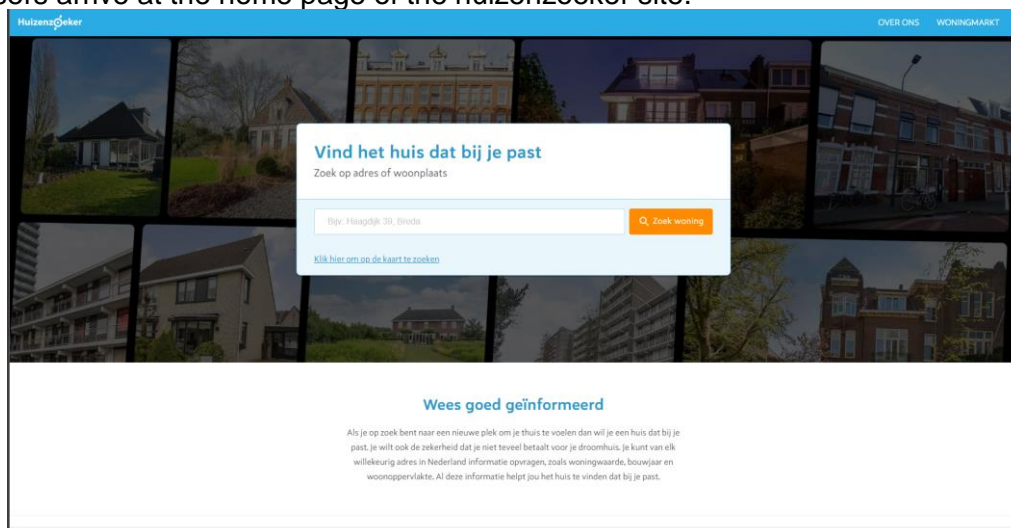 sers arrive at the home page of the huizenzoeker site.
Huizenzoeker
OVER ONS WONINGMARKT
Vind het huis dat bij je past
Zoek op adres of woonplaats
Bijv. Haagdijk 39, Breda
Zoek woning
Klik hier om op de kaart te zoeken
Wees goed geïnformeerd
Als je op zoek bent naar een nieuwe plek om je thuis te voelen dan wil je een huis dat bij je
past. Je wilt ook de zekerheid dat je niet teveel betaalt voor je droomhuis. Je kunt van elk
willekeurig adres in Nederland informatie opvragen, zoals woningwaarde, bouwjaar en
woonoppervlakte. Al deze informatie helpt jou het huis te vinden dat bij je past.